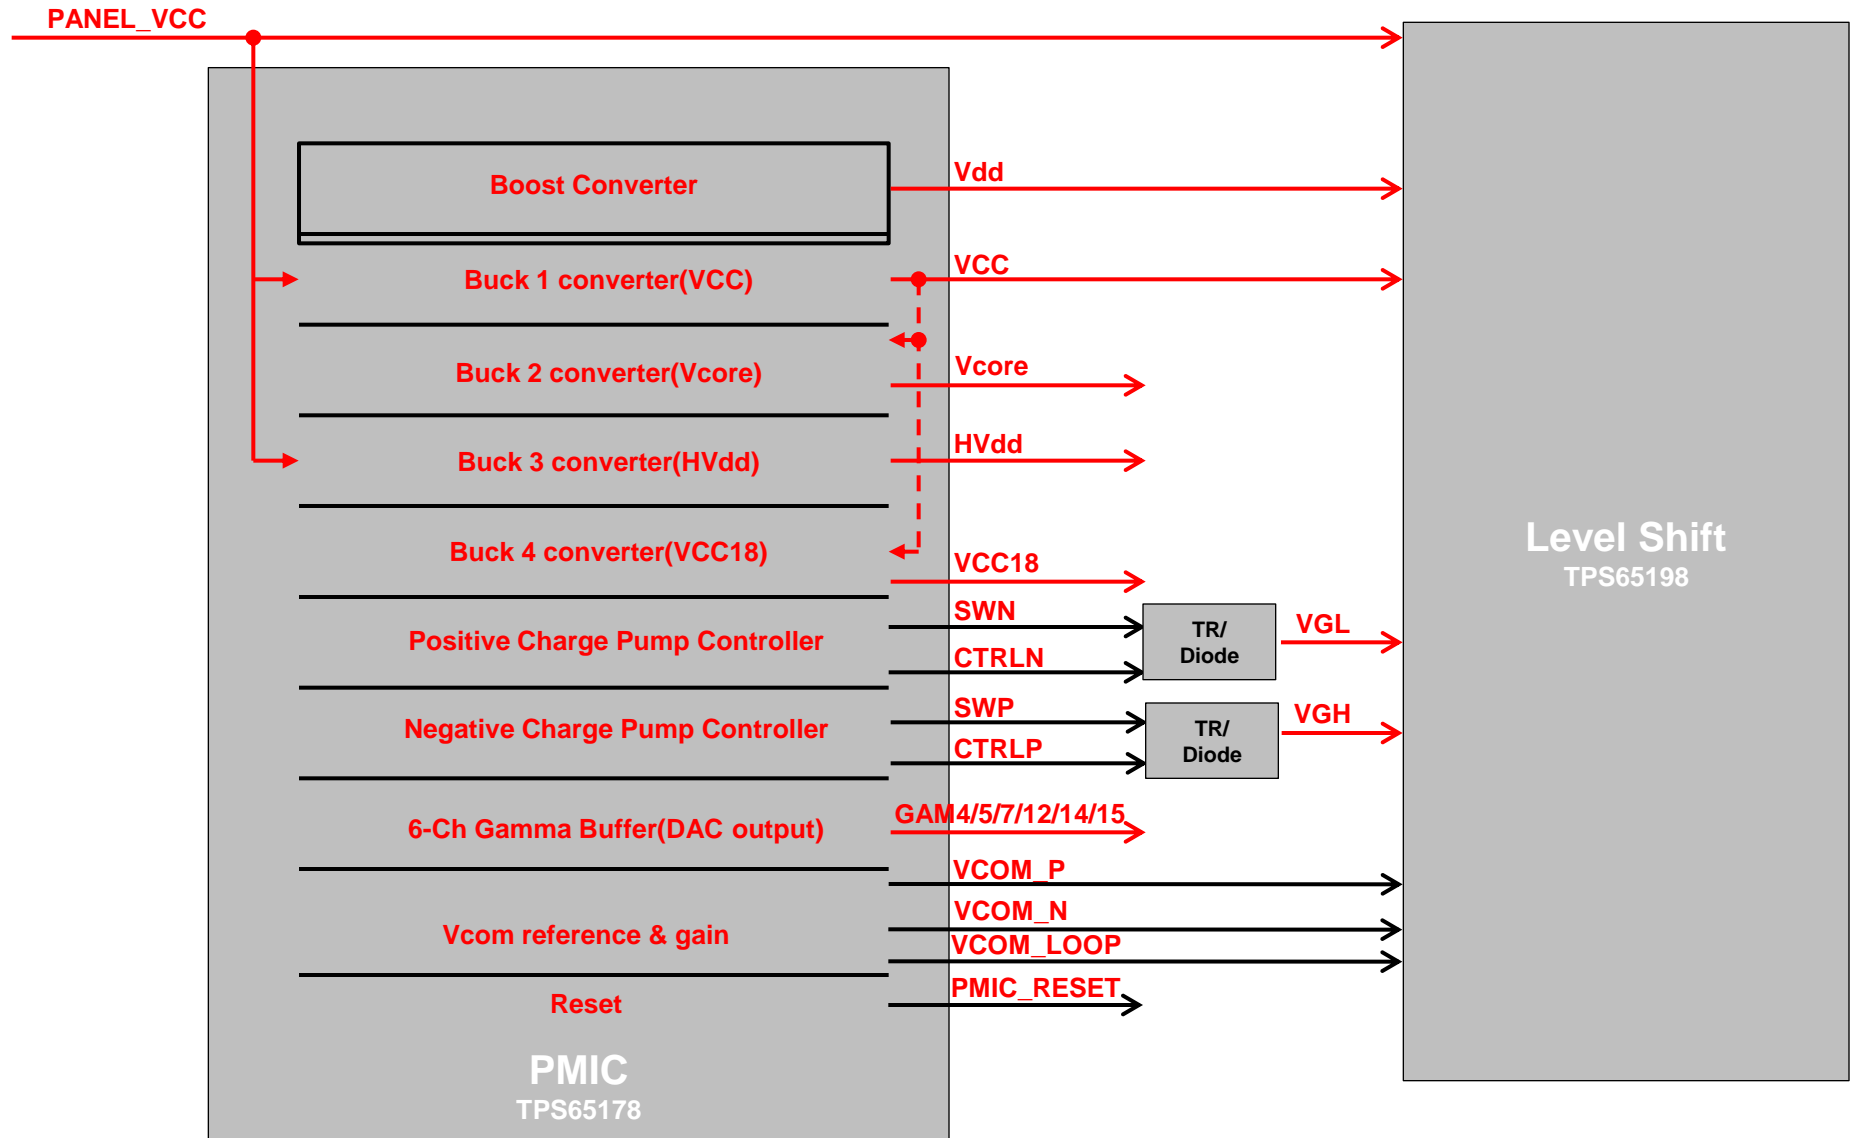 PANEL_VCC
Boost Converter
Vdd
Buck 1 converter(VCC)
VCC
Buck 2 converter(Vcore)
Vcore
Buck 3 converter(HVdd)
HVdd
Buck 4 converter(VCC18)
VCC18
Positive Charge Pump Controller
SWN
CTRLN
TR/
Diode
VGL
Negative Charge Pump Controller
SWP
CTRLP
TR/
Diode
VGH
6-Ch Gamma Buffer(DAC output)
GAM4/5/7/12/14/15
Vcom reference & gain
VCOM_P
VCOM_N
VCOM_LOOP
Reset
PMIC_RESET
PMIC
TPS65178
Level Shift
TPS65198